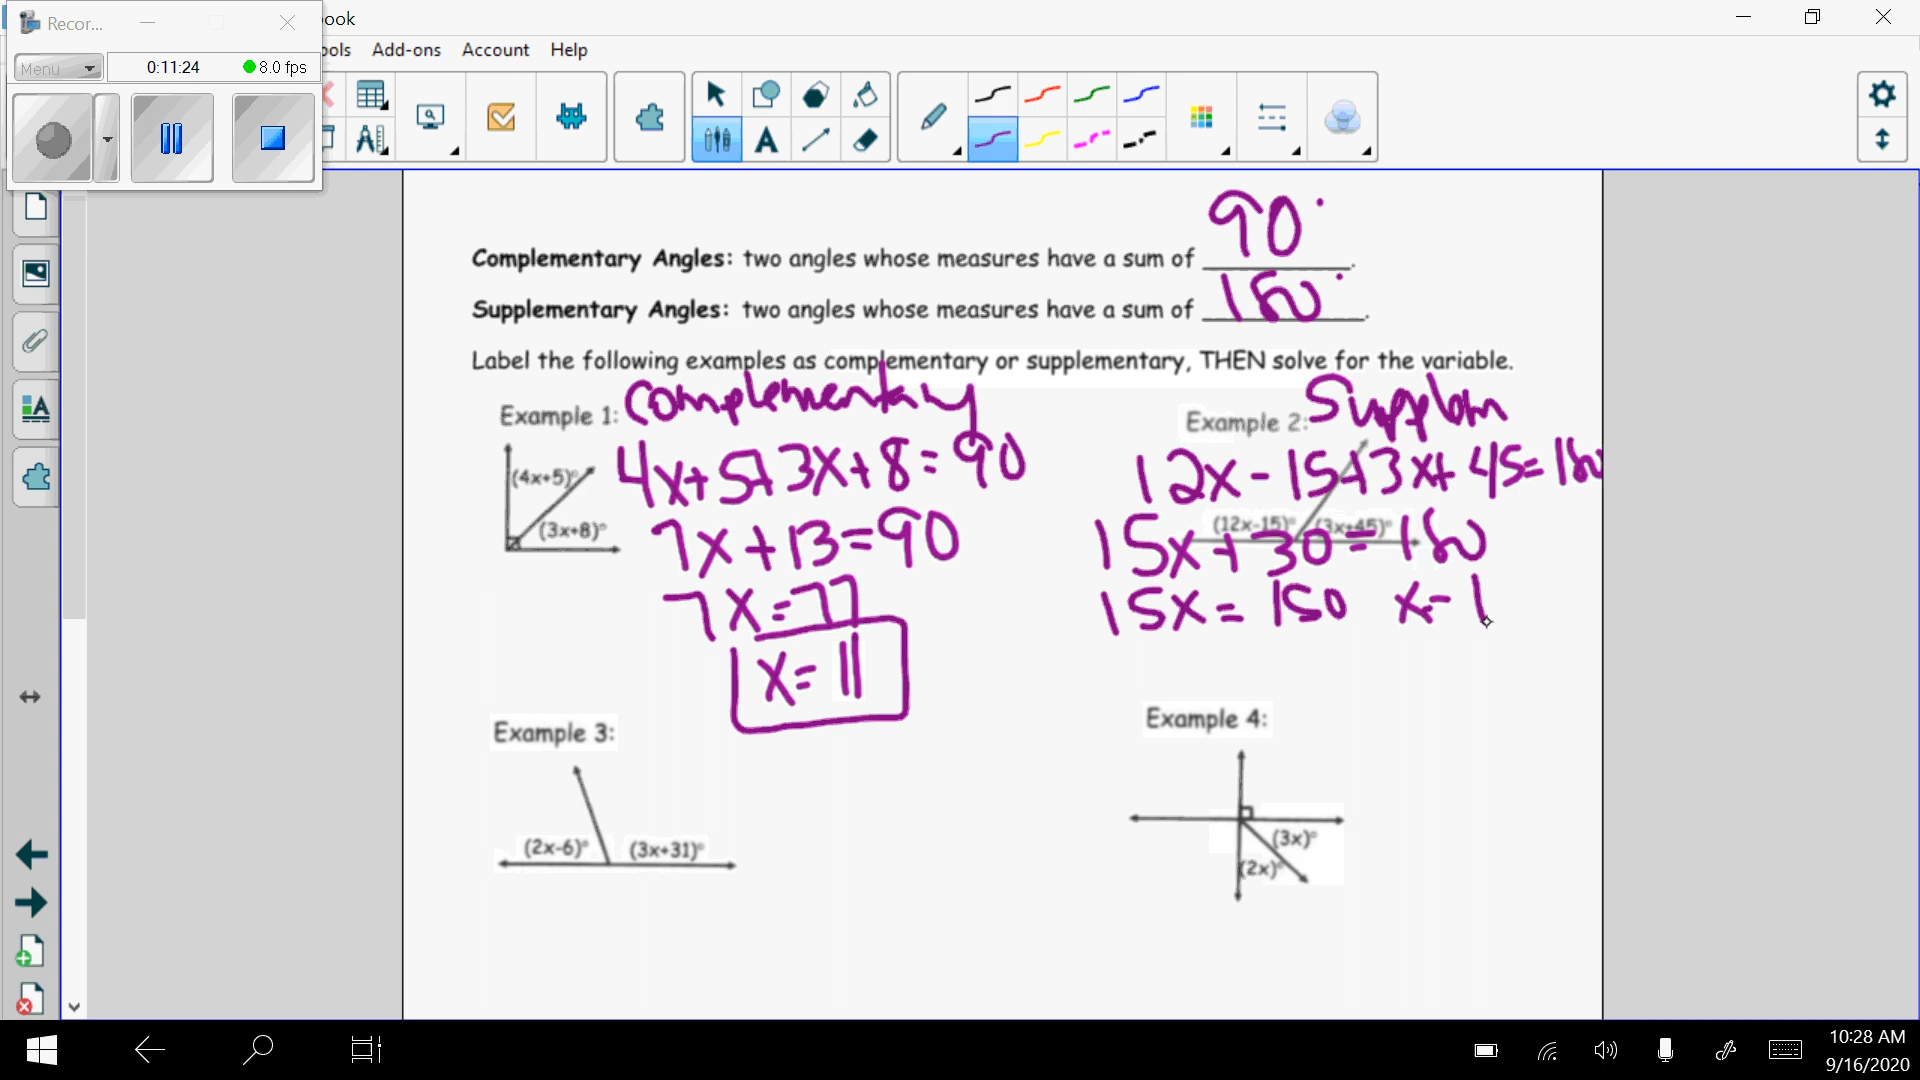 Recor...
book
ools Add-ons Account Help
Menu 0:11:24 8.0 fps
90°
Complementary Angles: two angles whose measures have a sum of ____________.
180°
Supplementary Angles: two angles whose measures have a sum of ____________.
Label the following examples as complementary or supplementary, THEN solve for the variable.
Example 1: Complementary
(4x+5)°
(3x+8)°
4x+5+3x+8=90
7x+13=90
7x=77
x=11
Example 2: Supplem
12x-15+3x+45=180
(12x-15)° (3x+45)°
15x+30=180
15x=150 x=1
Example 3:
(2x-6)° (3x+31)°
Example 4:
(3x)°
(2x)°
10:28 AM
9/16/2020